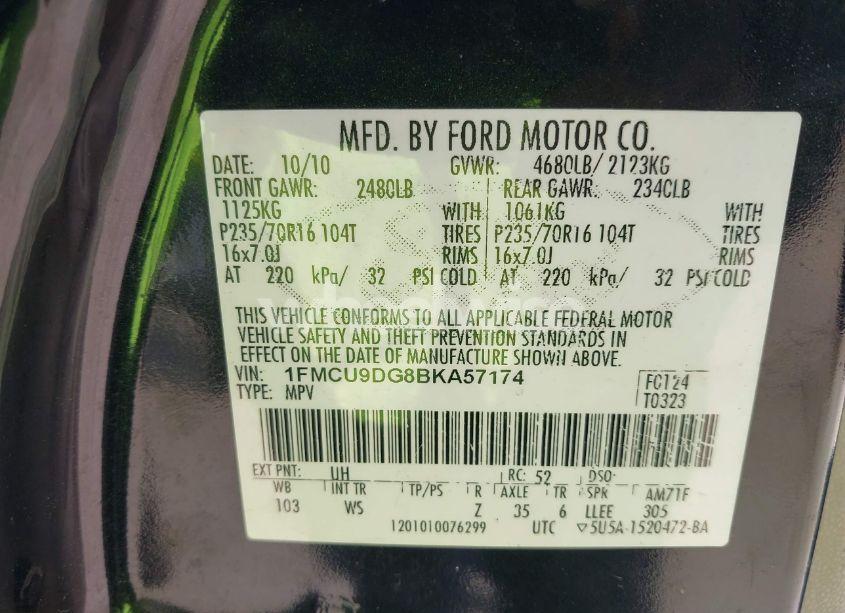 MFD. BY FORD MOTOR CO.
DATE: 10/10 GVWR: 4680LB/ 2123KG
FRONT GAWR: 2480LB REAR GAWR: 2340LB
1125KG WITH 1061KG WITH
P235/70R16 104T TIRES P235/70R16 104T TIRES
16x7.0J RIMS 16x7.0J RIMS
AT 220 kPa/ 32 PSI COLD AT 220 kPa/ 32 PSI COLD
THIS VEHICLE CONFORMS TO ALL APPLICABLE FEDERAL MOTOR
VEHICLE SAFETY AND THEFT PREVENTION STANDARDS IN
EFFECT ON THE DATE OF MANUFACTURE SHOWN ABOVE.
VIN: 1FMCU9DG8BKA57174 FC124
TYPE: MPV T0323
EXT PNT: UH RC: 52 DSO:
WB INT TR TP/PS R AXLE TR SPR AM71F
103 WS Z 35 6 LLEE 305
1201010076299 UTC ▽5U5A-1520472-BA